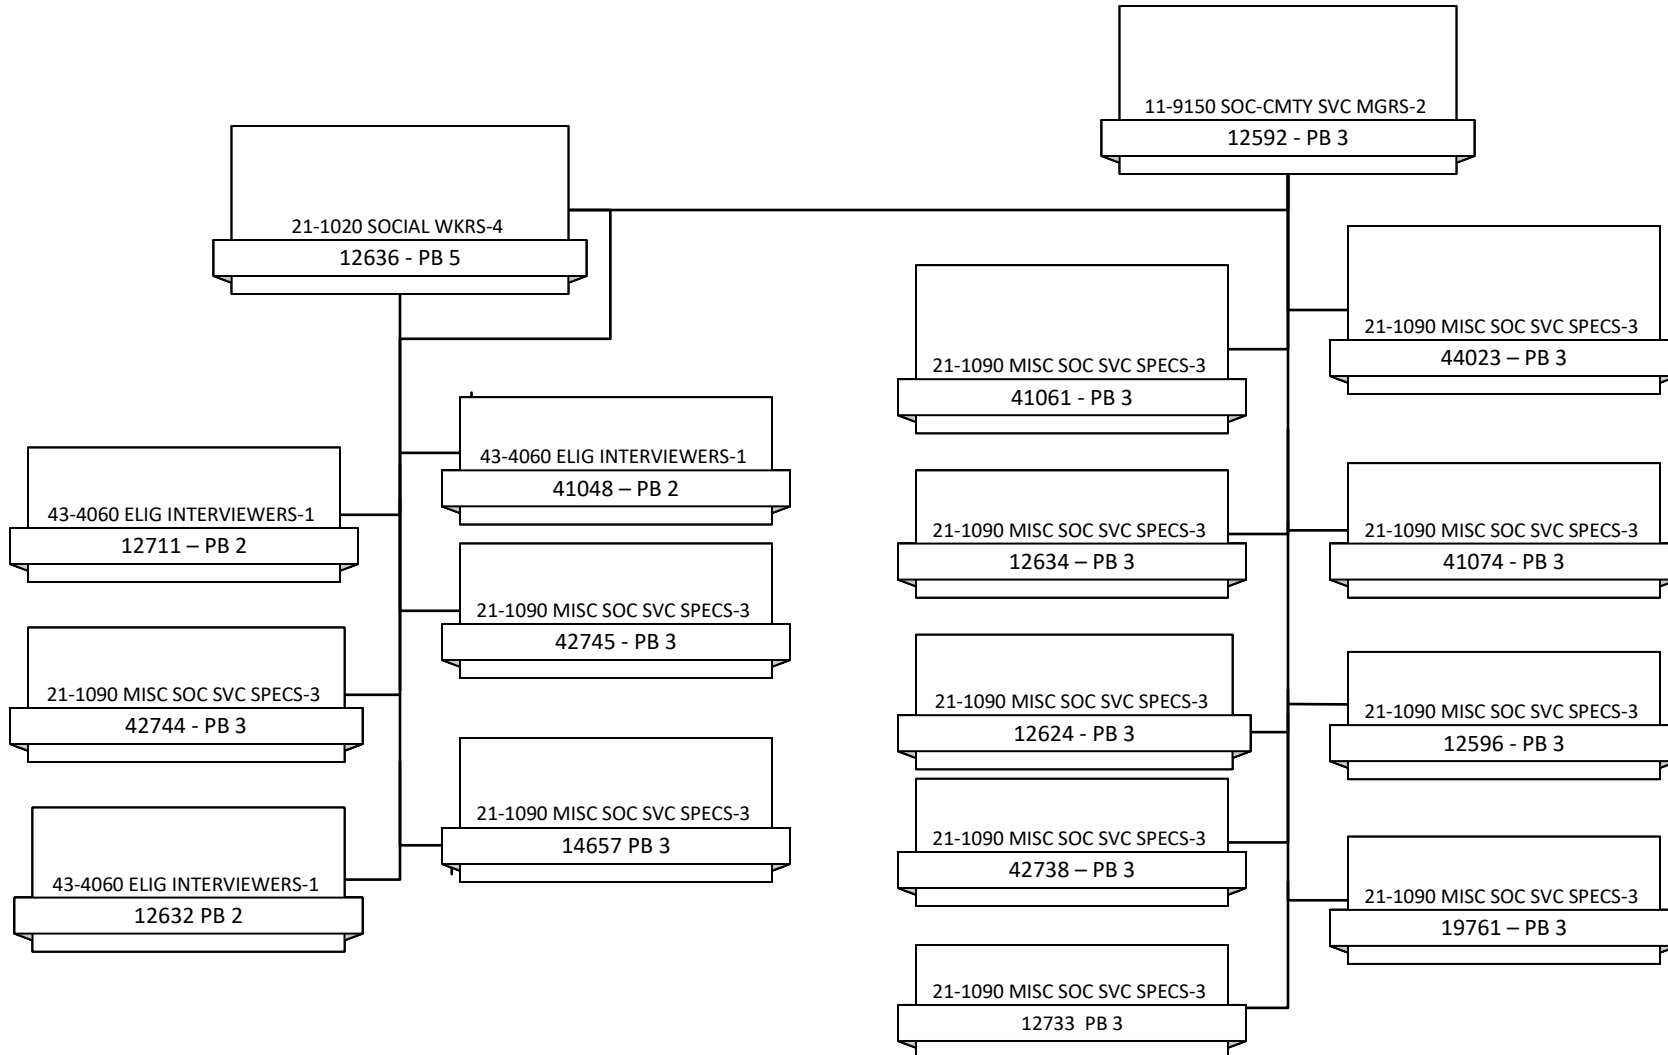 11-9150 SOC-CMTY SVC MGRS-2
12592 - PB 3
21-1020 SOCIAL WKRS-4
12636 - PB 5
43-4060 ELIG INTERVIEWERS-1
41048 – PB 2
43-4060 ELIG INTERVIEWERS-1
12711 – PB 2
21-1090 MISC SOC SVC SPECS-3
42745 - PB 3
21-1090 MISC SOC SVC SPECS-3
42744 - PB 3
21-1090 MISC SOC SVC SPECS-3
14657 PB 3
43-4060 ELIG INTERVIEWERS-1
12632 PB 2
21-1090 MISC SOC SVC SPECS-3
44023 – PB 3
21-1090 MISC SOC SVC SPECS-3
41061 - PB 3
21-1090 MISC SOC SVC SPECS-3
12634 – PB 3
21-1090 MISC SOC SVC SPECS-3
41074 - PB 3
21-1090 MISC SOC SVC SPECS-3
12624 - PB 3
21-1090 MISC SOC SVC SPECS-3
12596 - PB 3
21-1090 MISC SOC SVC SPECS-3
42738 – PB 3
21-1090 MISC SOC SVC SPECS-3
19761 – PB 3
21-1090 MISC SOC SVC SPECS-3
12733 PB 3